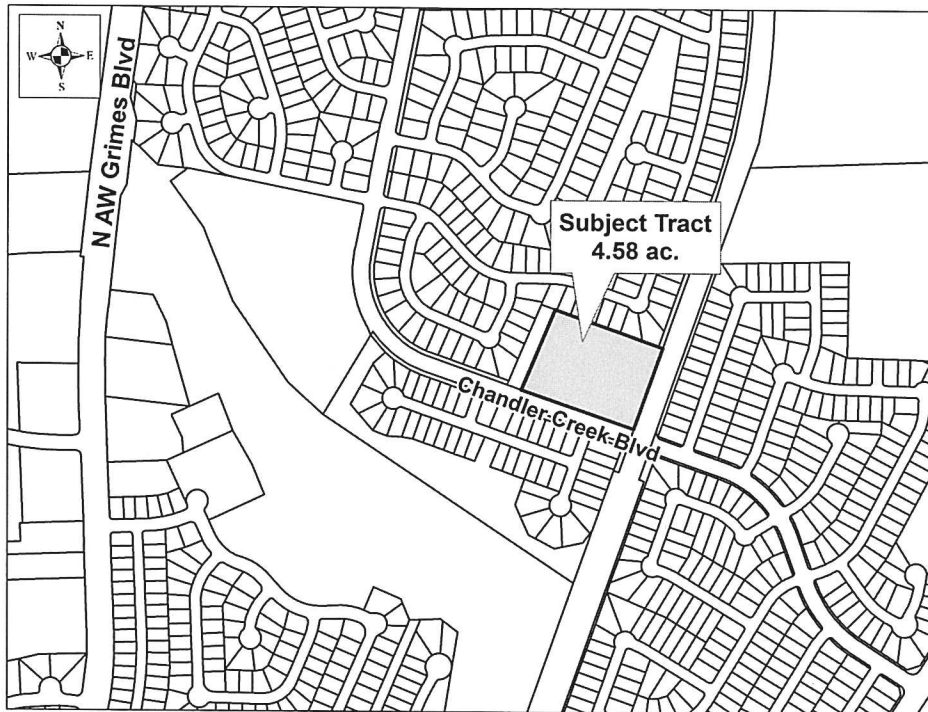 N
W E
S
N AW Grimes Blvd
Subject Tract
4.58 ac.
Chandler Creek Blvd